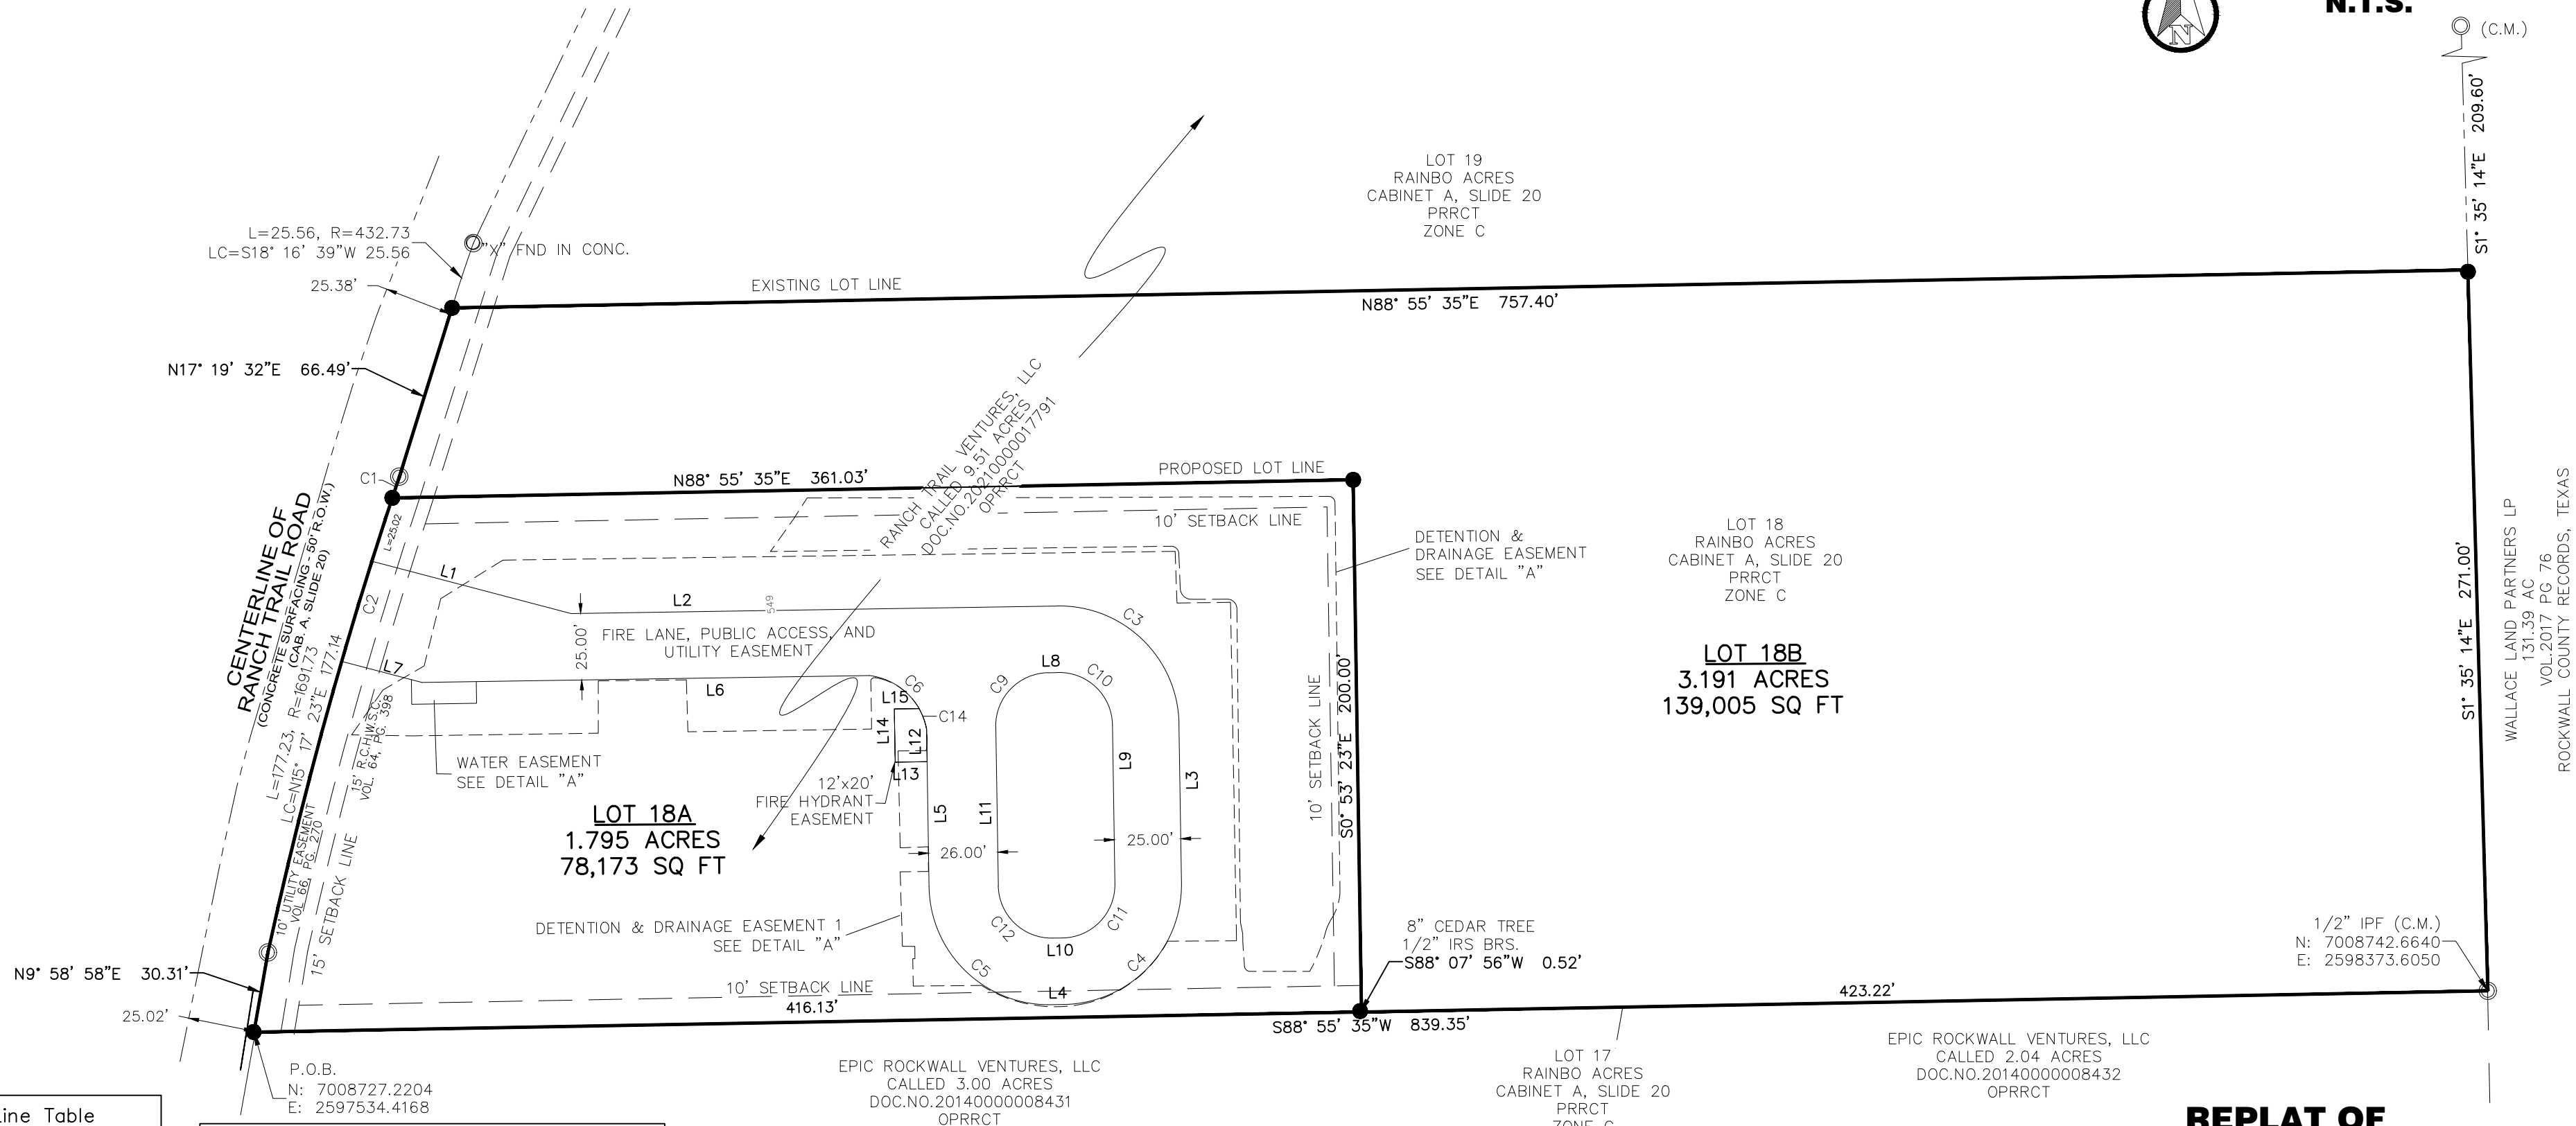 N.T.S.
N
(C.M.)
S1° 35' 14"E 209.60'
LOT 19
RAINBO ACRES
CABINET A, SLIDE 20
PRRCT
ZONE C
L=25.56, R=432.73
LC=S18° 16' 39"W 25.56
"X" FND IN CONC.
25.38'
EXISTING LOT LINE
N88° 55' 35"E 757.40'
N17° 19' 32"E 66.49'
RANCH TRAIL VENTURES, LLC
CALLED 9.51 ACRES
DOC.NO.20210000017791
OPRRCT
C1
N88° 55' 35"E 361.03'
PROPOSED LOT LINE
10' SETBACK LINE
DETENTION &
DRAINAGE EASEMENT
SEE DETAIL "A"
LOT 18
RAINBO ACRES
CABINET A, SLIDE 20
PRRCT
ZONE C
LOT 18B
3.191 ACRES
139,005 SQ FT
S1° 35' 14"E 271.00'
WALLACE LAND PARTNERS LP
131.39 AC
VOL.2017 PG 76
ROCKWALL COUNTY RECORDS, TEXAS
CENTERLINE OF
RANCH TRAIL ROAD
(CONCRETE SURFACING - 50' R.O.W.)
(CAB. A, SLIDE 20)
L=25.02
C2
L1
L2
549
C3
25.00'
FIRE LANE, PUBLIC ACCESS, AND
UTILITY EASEMENT
L7
L6
L8
C6
C9
C10
L15
C14
L14
L12
L13
L9
L3
L5
L11
L=177.23, R=1691.73
LC=N15° 17' 23"E 177.14
15' R.C.H.W.S.C.
VOL. 64, PG. 398
WATER EASEMENT
SEE DETAIL "A"
12'x20'
FIRE HYDRANT
EASEMENT
LOT 18A
1.795 ACRES
78,173 SQ FT
26.00'
25.00'
10' SETBACK LINE
S0° 53' 23"E 200.00'
10' UTILITY EASEMENT
VOL 66, PG. 270
15' SETBACK LINE
DETENTION & DRAINAGE EASEMENT 1
SEE DETAIL "A"
C12
C11
L10
C5
C4
L4
8" CEDAR TREE
1/2" IRS BRS.
S88° 07' 56"W 0.52'
1/2" IPF (C.M.)
N: 7008742.6640
E: 2598373.6050
N9° 58' 58"E 30.31'
10' SETBACK LINE
416.13'
423.22'
25.02'
S88° 55' 35"W 839.35'
P.O.B.
N: 7008727.2204
E: 2597534.4168
EPIC ROCKWALL VENTURES, LLC
CALLED 3.00 ACRES
DOC.NO.20140000008431
OPRRCT
LOT 17
RAINBO ACRES
CABINET A, SLIDE 20
PRRCT
ZONE C
EPIC ROCKWALL VENTURES, LLC
CALLED 2.04 ACRES
DOC.NO.20140000008432
OPRRCT
ine Table
REPLAT OF